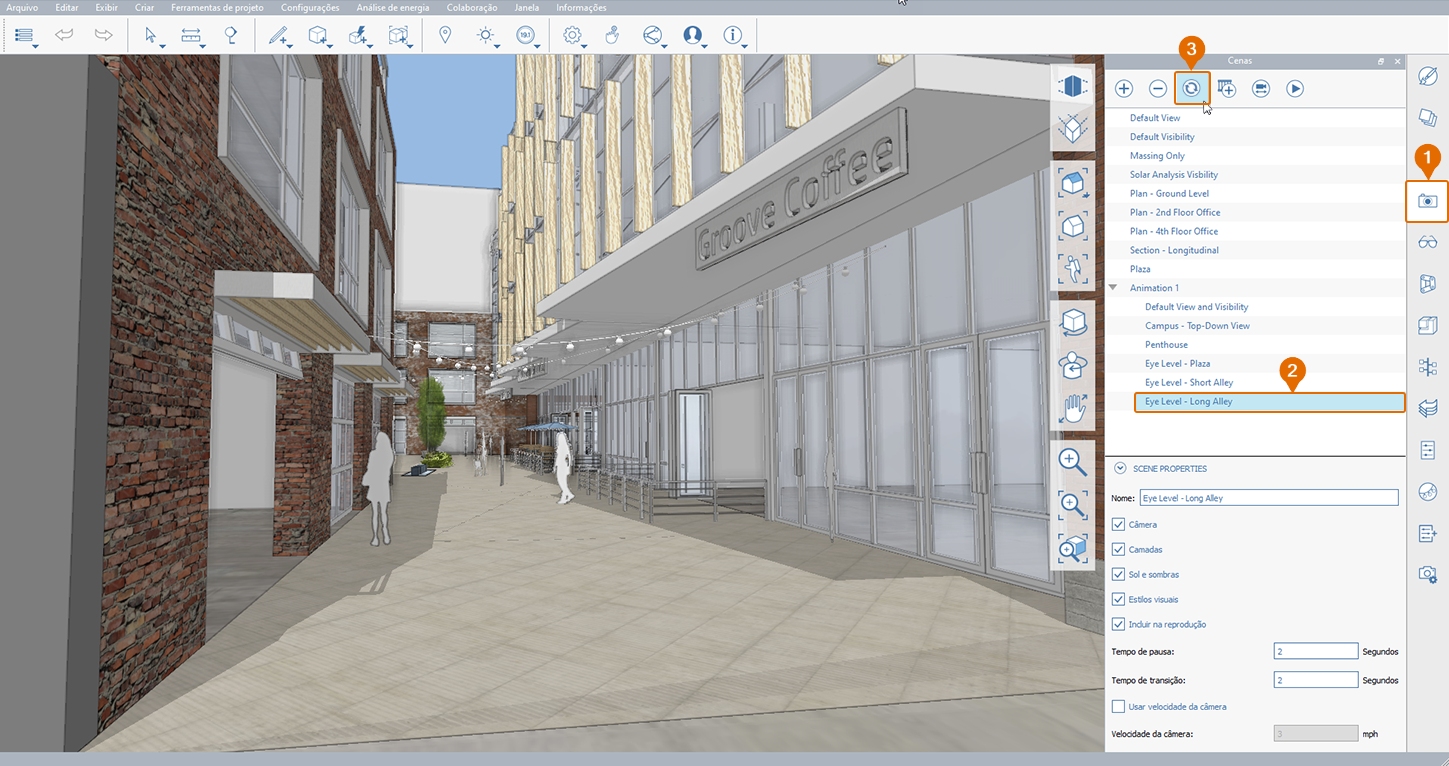 Arquivo Editar Exibir Criar Ferramentas de projeto Configurações Análise de energia Colaboração Janela Informações
19.1
3
Cenas
Default View
Default Visibility
Massing Only
1
Solar Analysis Visibility
Plan - Ground Level
Plan - 2nd Floor Office
Plan - 4th Floor Office
Section - Longitudinal
Plaza
Animation 1
Default View and Visibility
Campus - Top-Down View
Penthouse
Eye Level - Plaza
Eye Level - Short Alley
2
Eye Level - Long Alley
Groove Coffee
SCENE PROPERTIES
Nome: Eye Level - Long Alley
Câmera
Camadas
Sol e sombras
Estilos visuais
Incluir na reprodução
Tempo de pausa: 2 Segundos
Tempo de transição: 2 Segundos
Usar velocidade da câmera
Velocidade da câmera: 3 mph